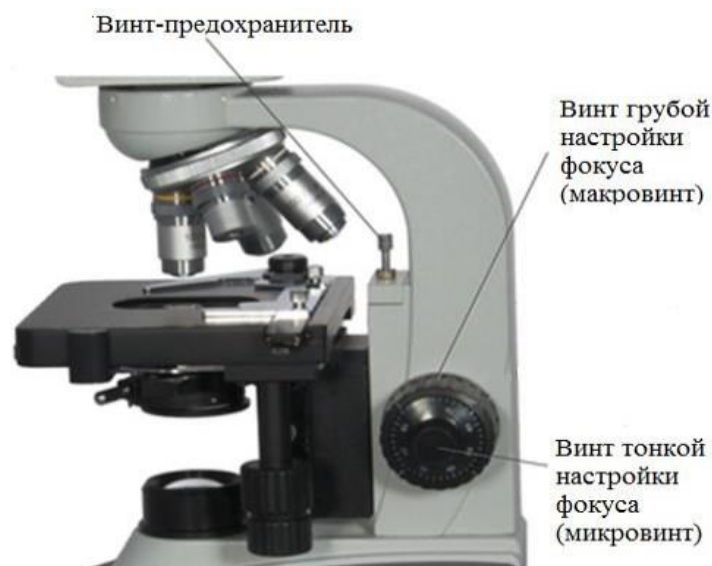 Винт-предохранитель
Винт грубой
настройки
фокуса
(макровинт)
Винт тонкой
настройки
фокуса
(микровинт)